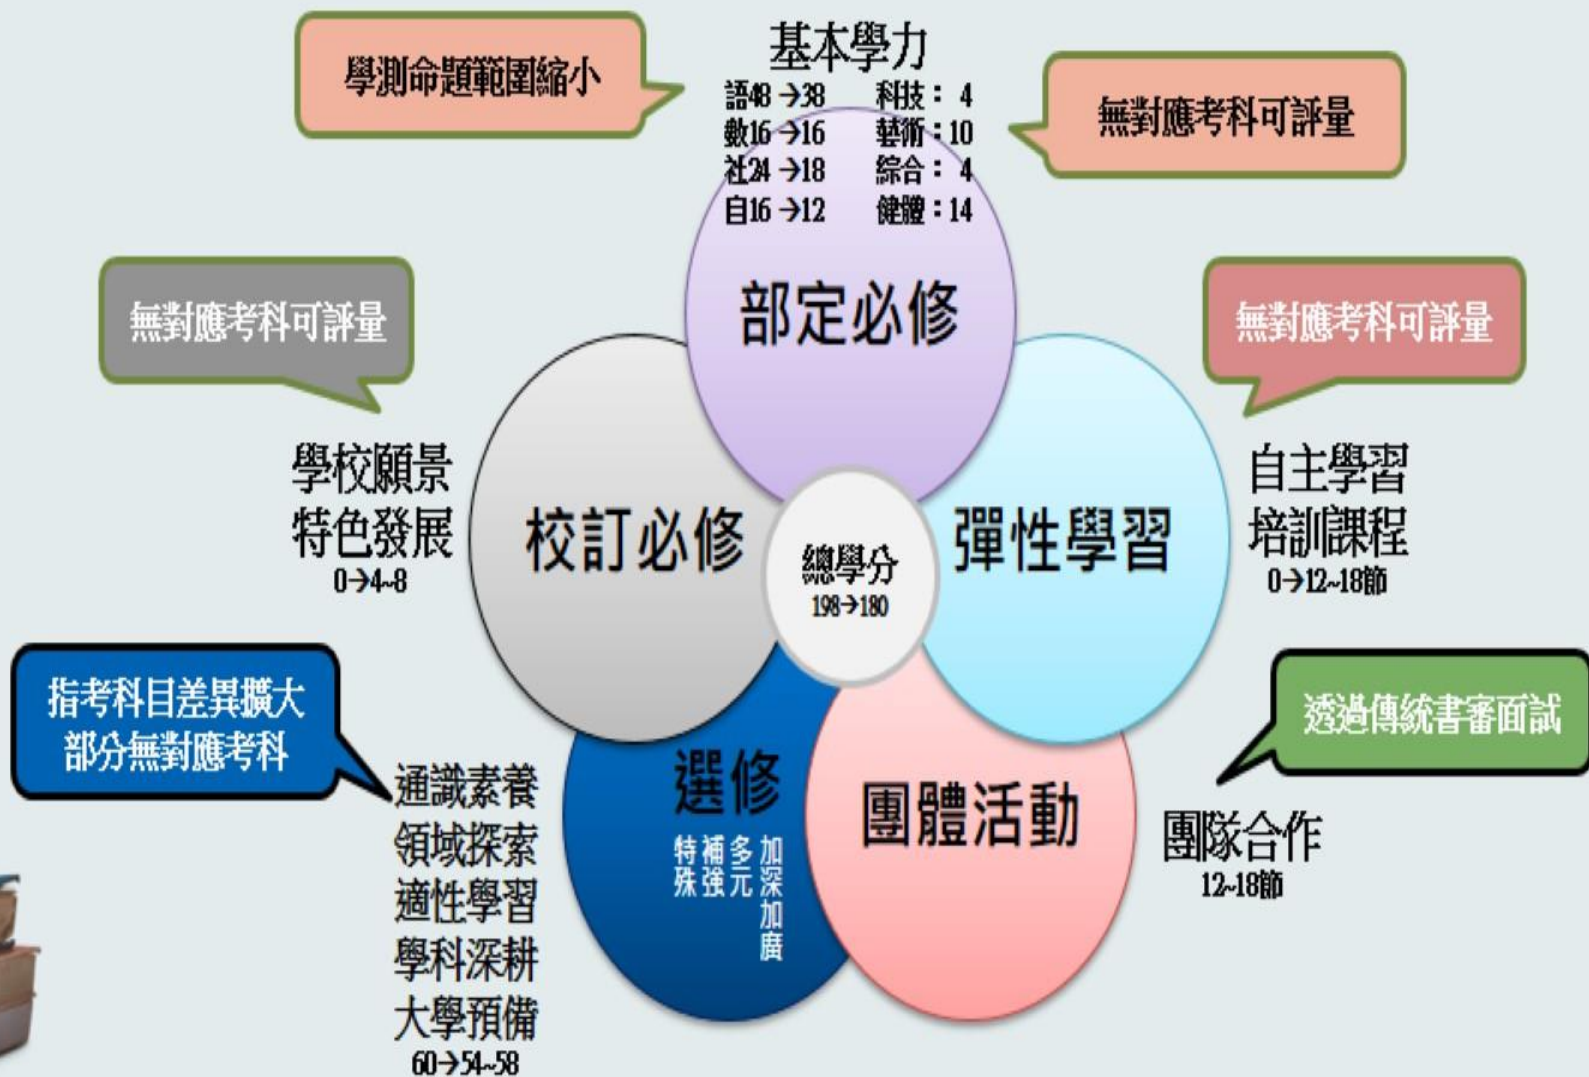 學測命題範圍縮小
基本學力
語48→38 科技：4
數16→16 藝術：10
社24→18 綜合：4
自16→12 健體：14
無對應考科可評量
部定必修
無對應考科可評量
學校願景
特色發展
0→4~8
校訂必修
總學分
198→180
彈性學習
無對應考科可評量
自主學習
培訓課程
0→12~18節
指考科目差異擴大
部分無對應考科
通識素養
領域探索
適性學習
學科深耕
大學預備
60→54~58
選修
加深加廣
多元
補強
特殊
團體活動
透過傳統書審面試
團隊合作
12~18節